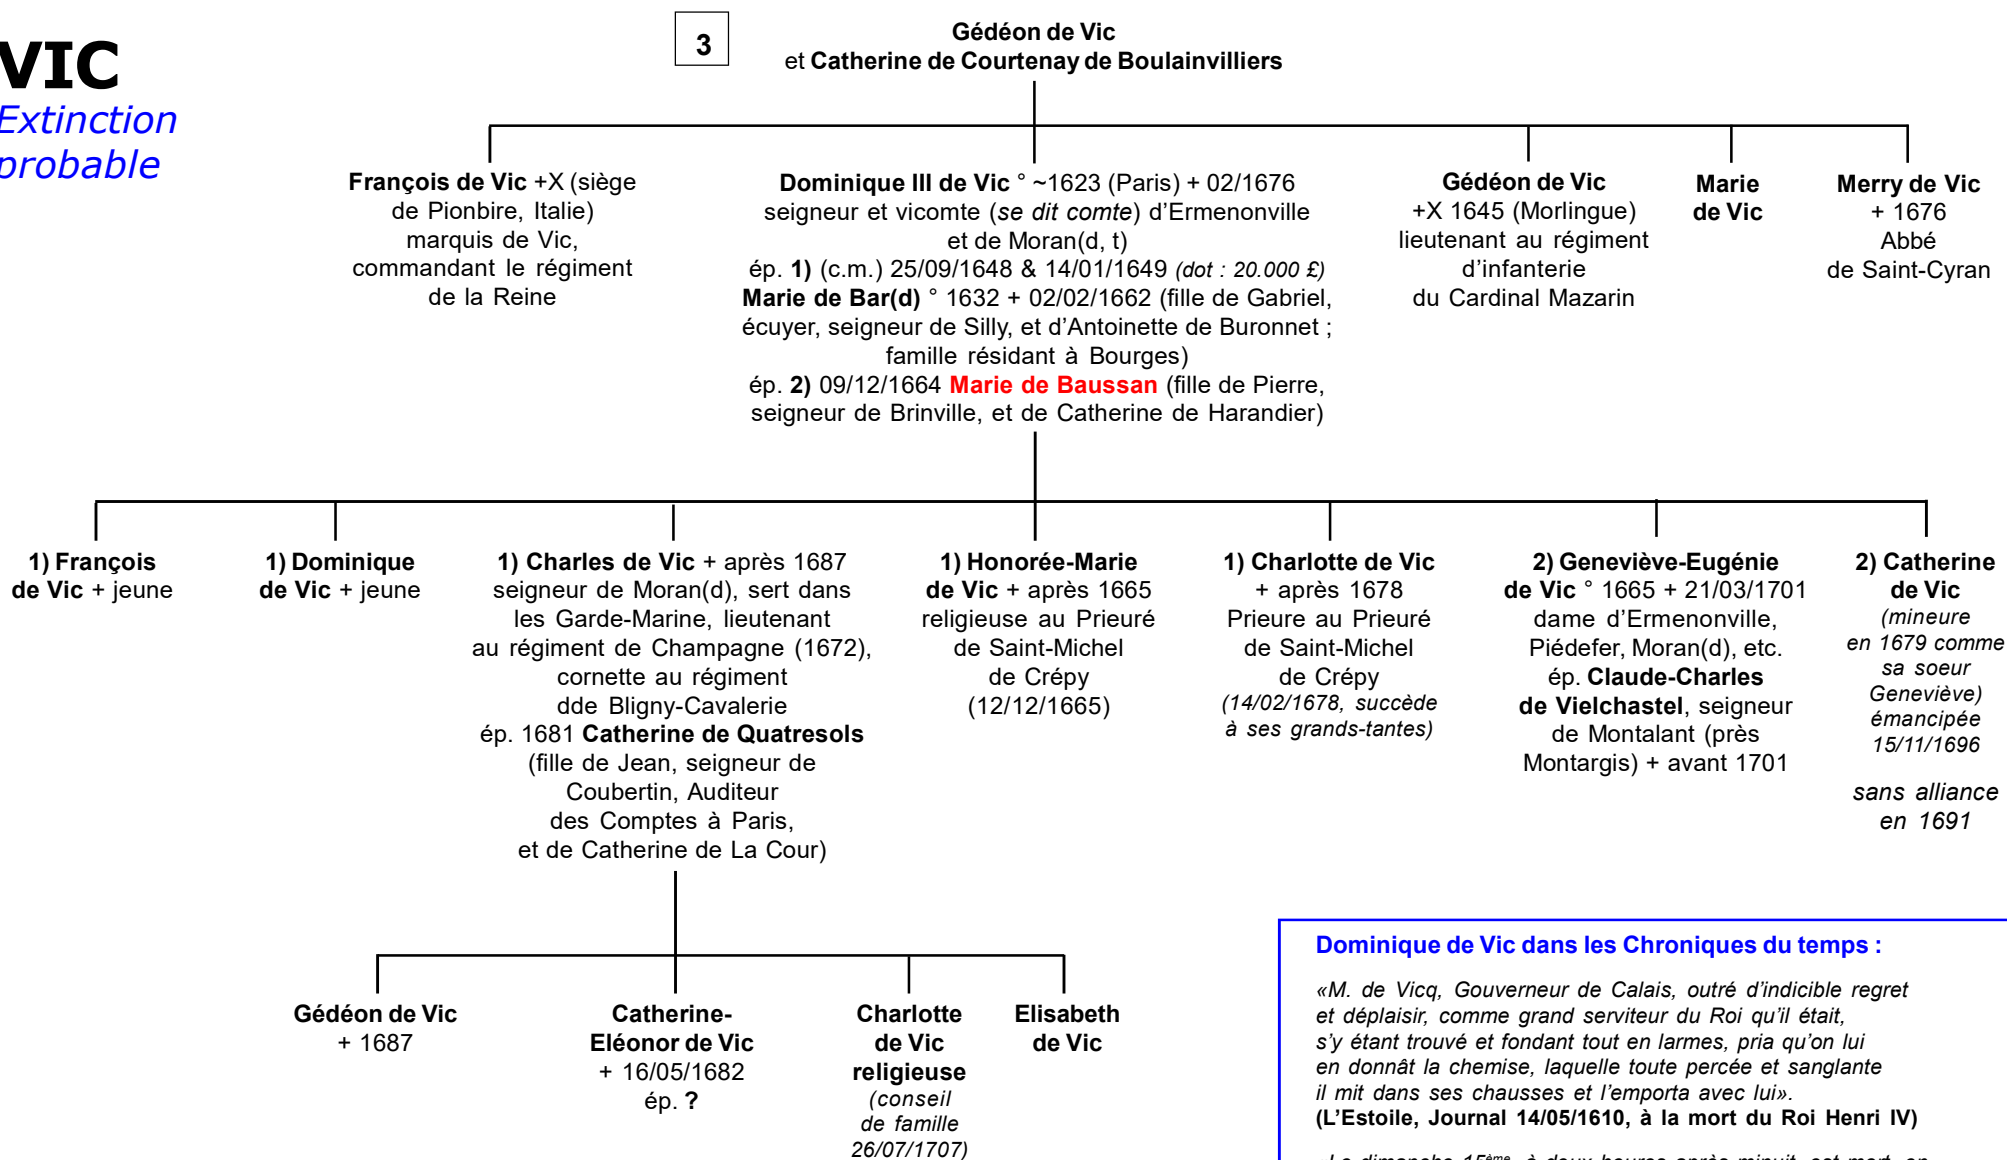 VIC
Extinction
probable
3
Gédéon de Vic
et Catherine de Courtenay de Boulainvilliers
François de Vic +X (siège
de Pionbire, Italie)
marquis de Vic,
commandant le régiment
de la Reine
Dominique III de Vic ° ~1623 (Paris) + 02/1676
seigneur et vicomte (se dit comte) d’Ermenonville
et de Moran(d, t)
ép. 1) (c.m.) 25/09/1648 & 14/01/1649 (dot : 20.000 £)
Marie de Bar(d) ° 1632 + 02/02/1662 (fille de Gabriel,
écuyer, seigneur de Silly, et d’Antoinette de Buronnet ;
famille résidant à Bourges)
ép. 2) 09/12/1664 Marie de Baussan (fille de Pierre,
seigneur de Brinville, et de Catherine de Harandier)
Gédéon de Vic
+X 1645 (Morlingue)
lieutenant au régiment
d’infanterie
du Cardinal Mazarin
Marie
de Vic
Merry de Vic
+ 1676
Abbé
de Saint-Cyran
1) François
de Vic + jeune
1) Dominique
de Vic + jeune
1) Charles de Vic + après 1687
seigneur de Moran(d), sert dans
les Garde-Marine, lieutenant
au régiment de Champagne (1672),
cornette au régiment
dde Bligny-Cavalerie
ép. 1681 Catherine de Quatresols
(fille de Jean, seigneur de
Coubertin, Auditeur
des Comptes à Paris,
et de Catherine de La Cour)
1) Honorée-Marie
de Vic + après 1665
religieuse au Prieuré
de Saint-Michel
de Crépy
(12/12/1665)
1) Charlotte de Vic
+ après 1678
Prieure au Prieuré
de Saint-Michel
de Crépy
(14/02/1678, succède
à ses grands-tantes)
2) Geneviève-Eugénie
de Vic ° 1665 + 21/03/1701
dame d’Ermenonville,
Piédefer, Moran(d), etc.
ép. Claude-Charles
de Vielchastel, seigneur
de Montalant (près
Montargis) + avant 1701
2) Catherine
de Vic
(mineure
en 1679 comme
sa soeur
Geneviève)
émancipée
15/11/1696
sans alliance
en 1691
Gédéon de Vic
+ 1687
Catherine-
Eléonor de Vic
+ 16/05/1682
ép. ?
Charlotte
de Vic
religieuse
(conseil
de famille
26/07/1707)
Elisabeth
de Vic
Dominique de Vic dans les Chroniques du temps :
«M. de Vicq, Gouverneur de Calais, outré d'indicible regret
et déplaisir, comme grand serviteur du Roi qu'il était,
s'y étant trouvé et fondant tout en larmes, pria qu'on lui
en donnât la chemise, laquelle toute percée et sanglante
il mit dans ses chausses et l'emporta avec lui».
(L’Estoile, Journal 14/05/1610, à la mort du Roi Henri IV)
«Le dimanche 15ème, à deux heures après minuit, est mort, en